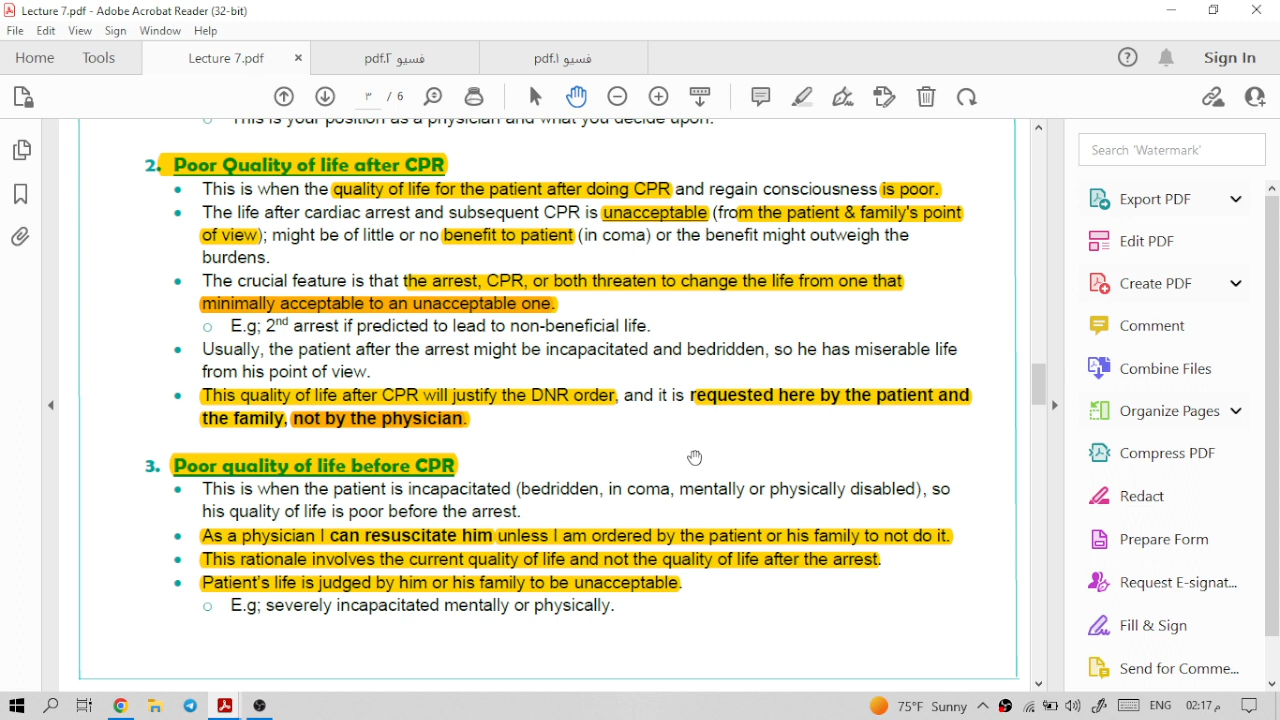 Lecture 7.pdf - Adobe Acrobat Reader (32-bit)
File Edit View Sign Window Help
Home Tools Lecture 7.pdf × فسيو ٢.pdf فسيو ١.pdf Sign In
٣ / 6
This is your position as a physician and what you decide upon.
2. Poor Quality of life after CPR
• This is when the quality of life for the patient after doing CPR and regain consciousness is poor.
• The life after cardiac arrest and subsequent CPR is unacceptable (from the patient & family's point
of view); might be of little or no benefit to patient (in coma) or the benefit might outweigh the
burdens.
• The crucial feature is that the arrest, CPR, or both threaten to change the life from one that
minimally acceptable to an unacceptable one.
o E.g; 2nd arrest if predicted to lead to non-beneficial life.
• Usually, the patient after the arrest might be incapacitated and bedridden, so he has miserable life
from his point of view.
• This quality of life after CPR will justify the DNR order, and it is requested here by the patient and
the family, not by the physician.
3. Poor quality of life before CPR
• This is when the patient is incapacitated (bedridden, in coma, mentally or physically disabled), so
his quality of life is poor before the arrest.
• As a physician I can resuscitate him unless I am ordered by the patient or his family to not do it.
• This rationale involves the current quality of life and not the quality of life after the arrest.
• Patient's life is judged by him or his family to be unacceptable.
o E.g; severely incapacitated mentally or physically.
Search 'Watermark'
Export PDF
Edit PDF
Create PDF
Comment
Combine Files
Organize Pages
Compress PDF
Redact
Prepare Form
Request E-signat...
Fill & Sign
Send for Comme...
75°F Sunny ENG 02:17 م